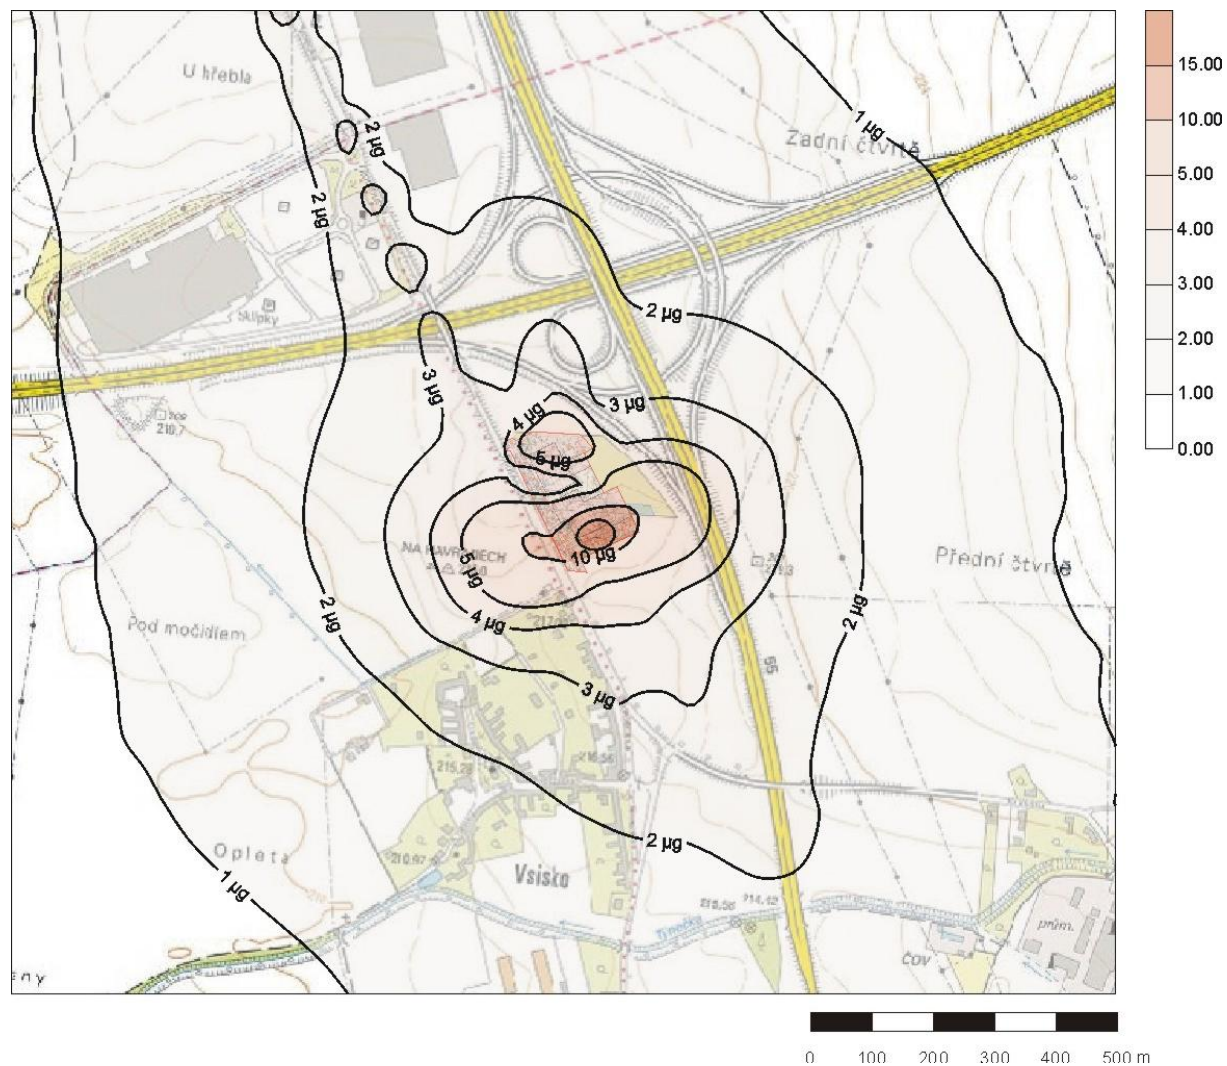 U hřebla
15.00
10.00
5.00
4.00
3.00
2.00
1.00
0.00
1 µg
Zadní čtvrtě
2 µg
2 µg
2 µg
3 µg
3 µg
4 µg
5 µg
10 µg
5 µg
4 µg
Přední čtvrtě
2 µg
2 µg
Pod močidlem
55
3 µg
215,28
2 µg
Opleta
1 µg
Vsisko
prům.
ČOV
0 100 200 300 400 500 m